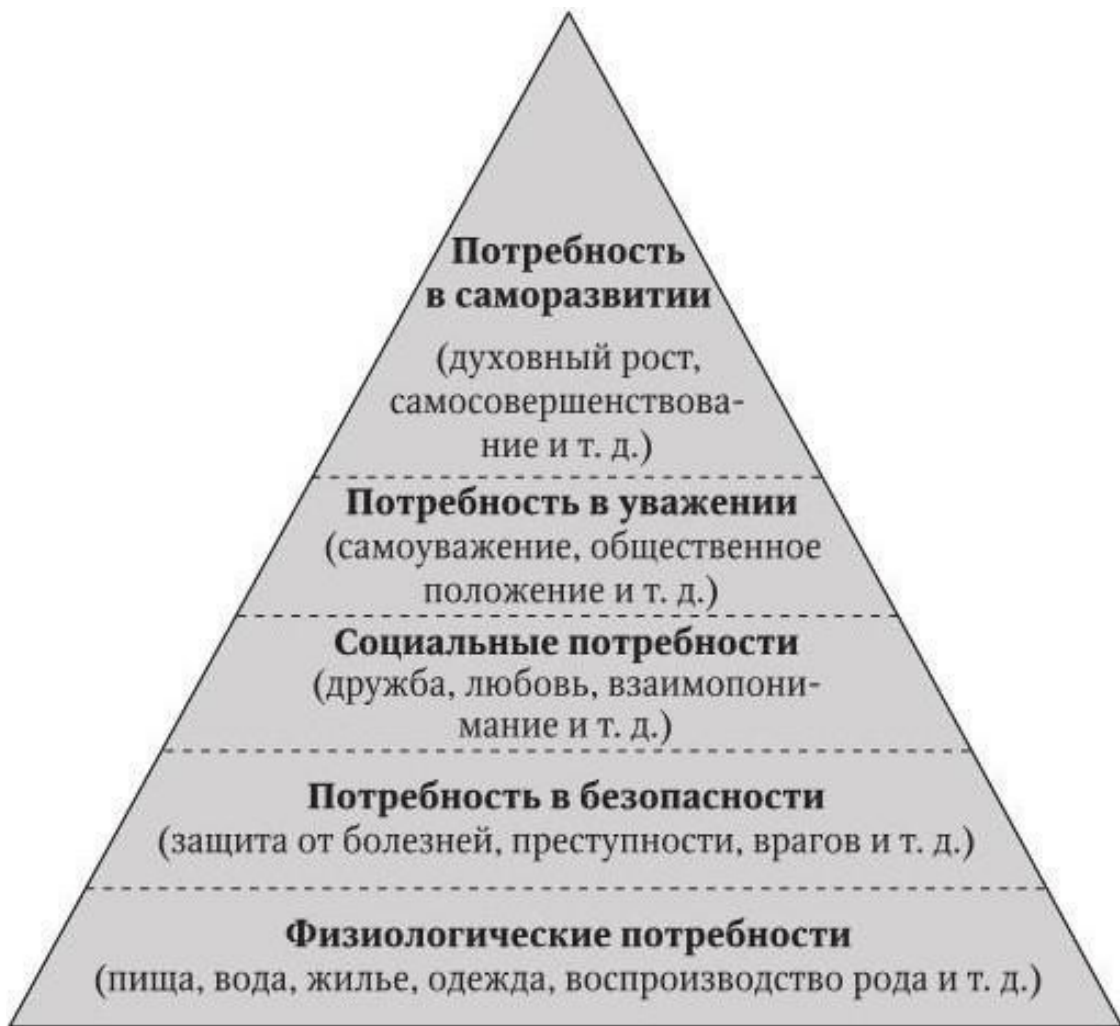 Потребность
в саморазвитии
(духовный рост,
самосовершенствова-
ние и т. д.)
Потребность в уважении
(самоуважение, общественное
положение и т. д.)
Социальные потребности
(дружба, любовь, взаимопони-
мание и т. д.)
Потребность в безопасности
(защита от болезней, преступности, врагов и т. д.)
Физиологические потребности
(пища, вода, жилье, одежда, воспроизводство рода и т. д.)